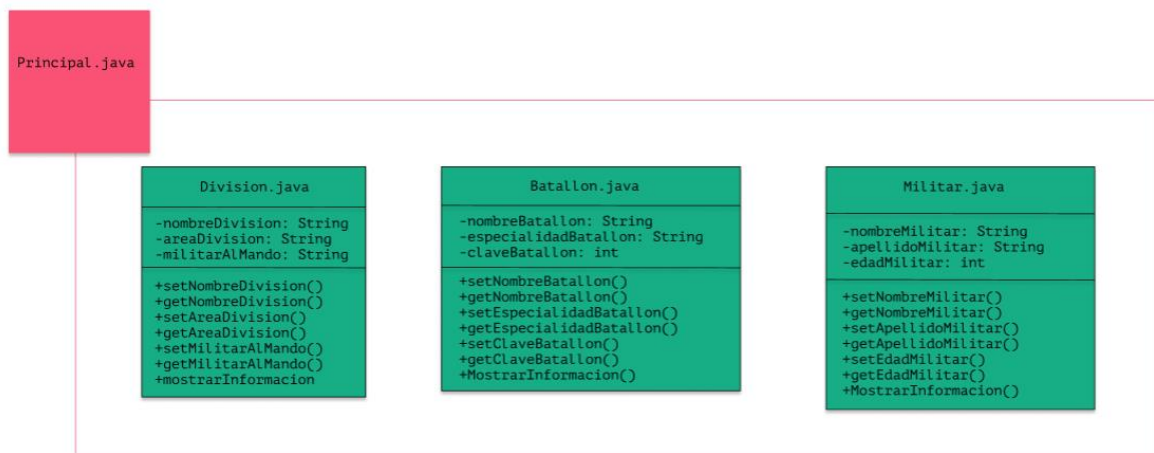 Principal.java
Division.java
-nombreDivision: String
-areaDivision: String
-militarAlMando: String
+setNombreDivision()
+getNombreDivision()
+setAreaDivision()
+getAreaDivision()
+setMilitarAlMando()
+getMilitarAlMando()
+mostrarInformacion
Batallon.java
-nombreBatallon: String
-especialidadBatallon: String
-claveBatallon: int
+setNombreBatallon()
+getNombreBatallon()
+setEspecialidadBatallon()
+getEspecialidadBatallon()
+setClaveBatallon()
+getClaveBatallon()
+MostrarInformacion()
Militar.java
-nombreMilitar: String
-apellidoMilitar: String
-edadMilitar: int
+setNombreMilitar()
+getNombreMilitar()
+setApellidoMilitar()
+getApellidoMilitar()
+setEdadMilitar()
+getEdadMilitar()
+MostrarInformacion()